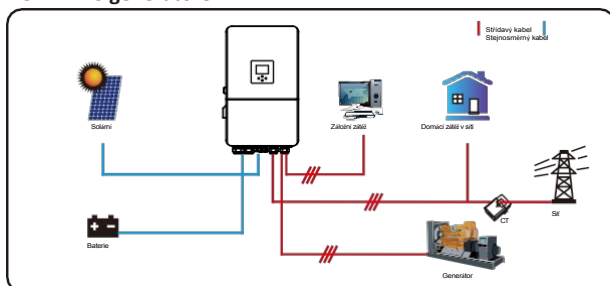 Střídavý kabel
Stejnosměrný kabel
Solární
Záložní zátěž
Domácí zátěž v síti
CT
Síť
Baterie
Generátor